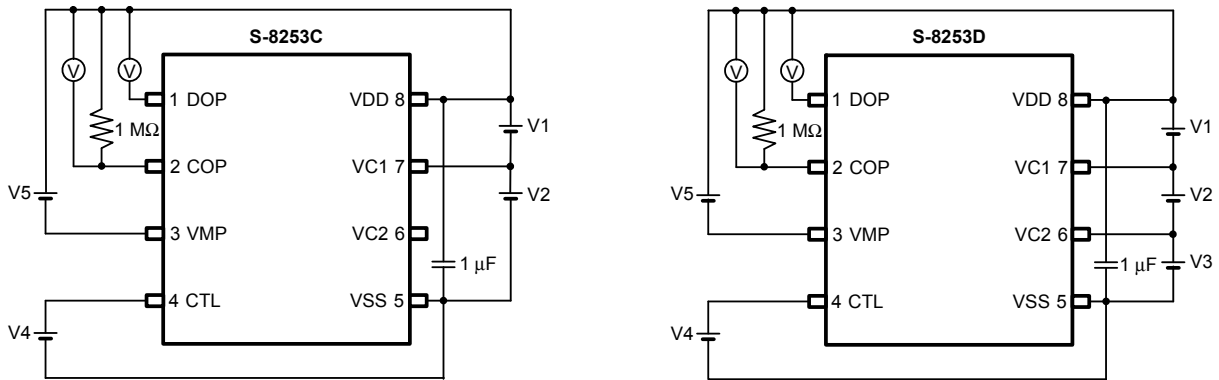 S-8253C
V
V
1 DOP
VDD 8
V1
1 MΩ
2 COP
VC1 7
V5
V2
3 VMP
VC2 6
1 μF
4 CTL
VSS 5
V4
S-8253D
V
V
1 DOP
VDD 8
V1
1 MΩ
2 COP
VC1 7
V5
V2
3 VMP
VC2 6
1 μF
V3
4 CTL
VSS 5
V4